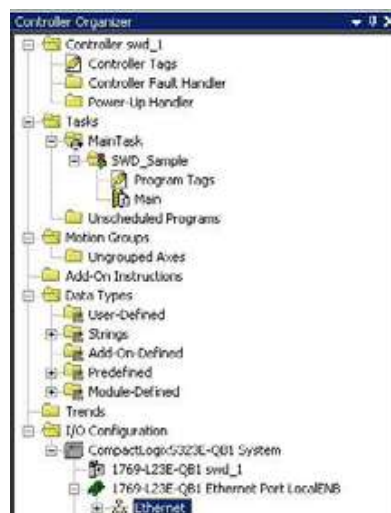 Controller Organizer
Controller swd_1
Controller Tags
Controller Fault Handler
Power-Up Handler
Tasks
MainTask
SWD_Sample
Program Tags
Main
Unscheduled Programs
Motion Groups
Ungrouped Axes
Add-On Instructions
Data Types
User-Defined
Strings
Add-On-Defined
Predefined
Module-Defined
Trends
I/O Configuration
CompactLogix5323E-QB1 System
1769-L23E-QB1 swd_1
1769-L23E-QB1 Ethernet Port LocalENB
Ethernet